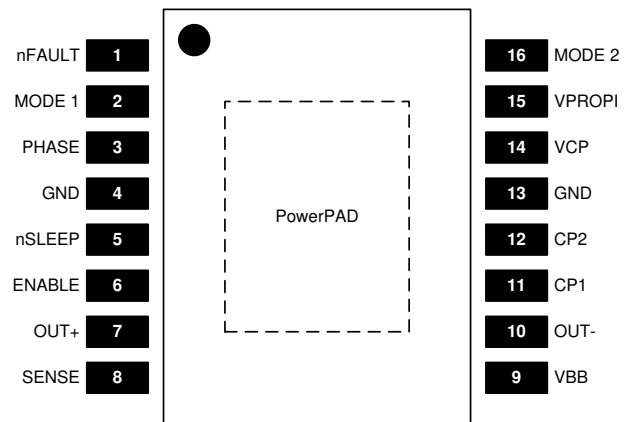 nFAULT 1 16 MODE 2
MODE 1 2 15 VPROPI
PHASE 3 14 VCP
GND 4 13 GND
PowerPAD
nSLEEP 5 12 CP2
ENABLE 6 11 CP1
OUT+ 7 10 OUT-
SENSE 8 9 VBB